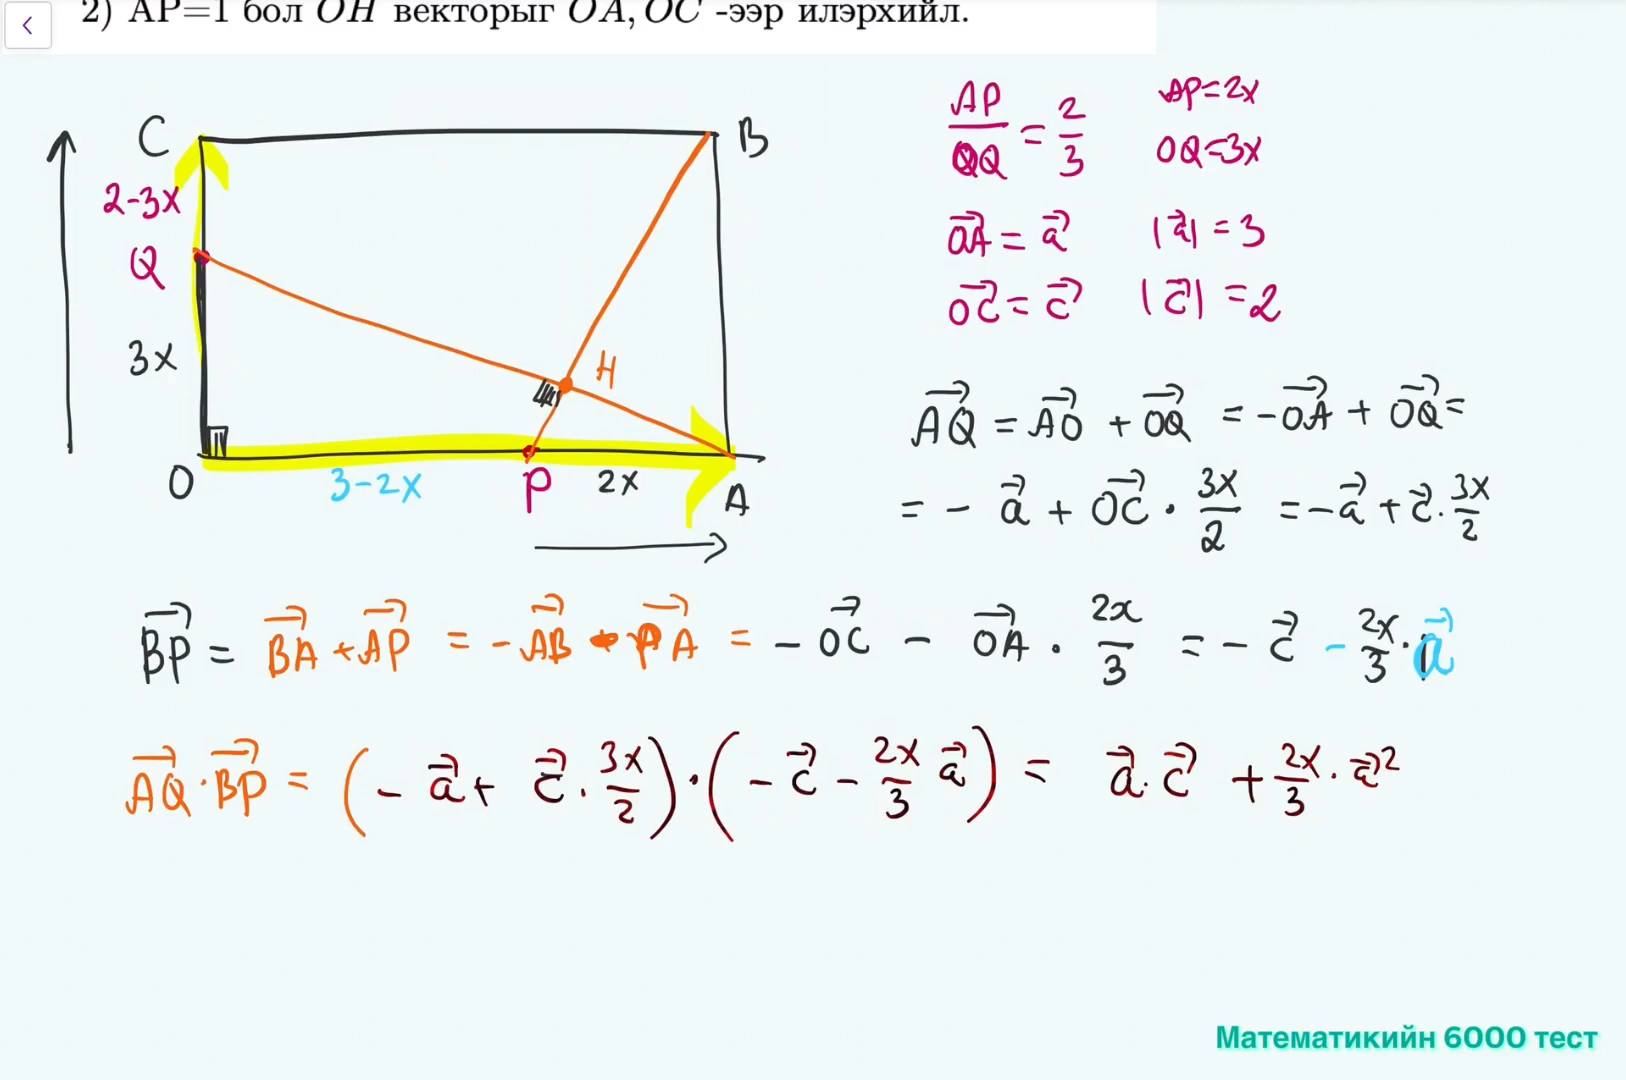 2) AP=1 бол OH векторыг OA, OC -ээр илэрхийл.
C
B
2-3x
Q
3x
H
O
3-2x
P
2x
A
AP/OQ = 2/3 AP=2x
OQ=3x
OA = a |a| = 3
OC = c |c| = 2
AQ = AO + OQ = -OA + OQ =
= - a + OC · 3x/2 = -a + c · 3x/2
BP = BA + AP = -AB - PA = - OC - OA · 2x/3 = - c - 2x/3 · a
AQ · BP = (- a + c · 3x/2) · (- c - 2x/3 a) = a · c + 2x/3 · a²
Математикийн 6000 тест